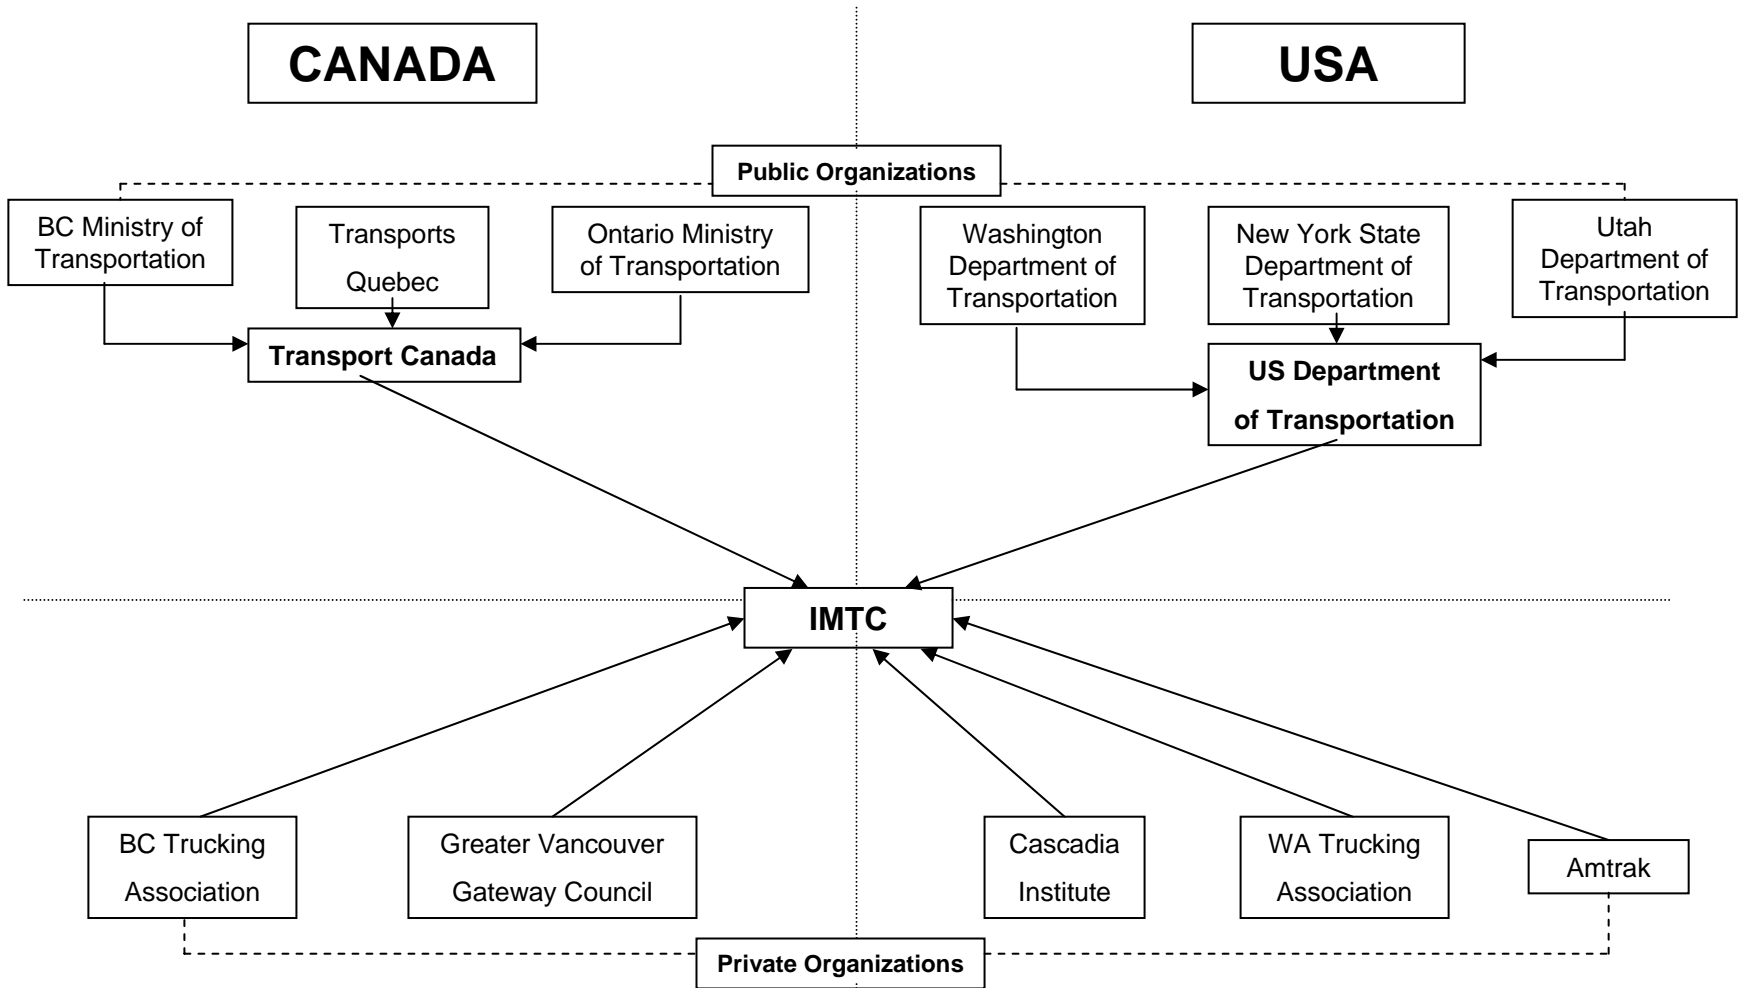 CANADA
USA
Public Organizations
BC Ministry of
Transportation
Transports
Quebec
Ontario Ministry
of Transportation
Washington
Department of
Transportation
New York State
Department of
Transportation
Utah
Department of
Transportation
Transport Canada
US Department
of Transportation
IMTC
BC Trucking
Association
Greater Vancouver
Gateway Council
Cascadia
Institute
WA Trucking
Association
Amtrak
Private Organizations